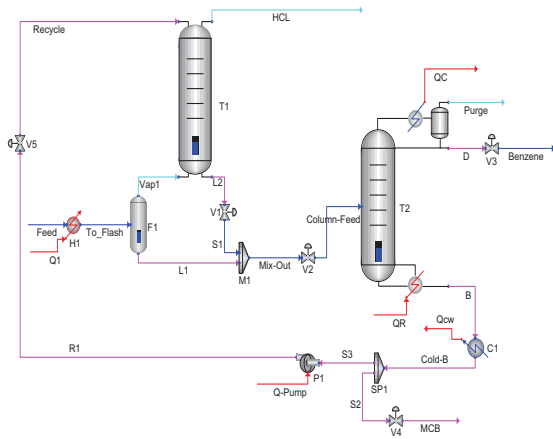 HCL
Recycle
QC
T1
Purge
V5
D
V3
Benzene
Vap1
L2
V1
T2
Column-Feed
Feed
To_Flash
F1
H1
S1
Q1
Mix-Out
V2
M1
L1
B
QR
Qcw
C1
R1
S3
Cold-B
P1
SP1
Q-Pump
S2
MCB
V4